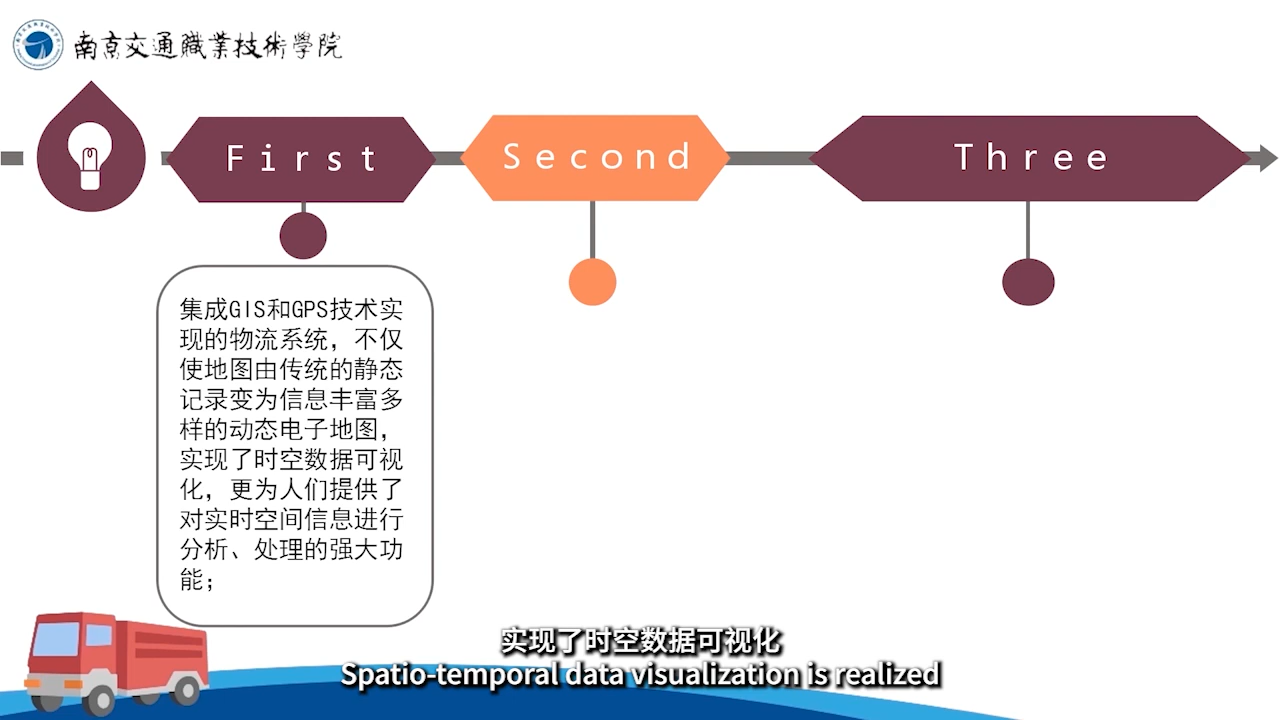 南京交通職業技術學院
First
Second
Three
集成GIS和GPS技术实
现的物流系统，不仅
使地图由传统的静态
记录变为信息丰富多
样的动态电子地图，
实现了时空数据可视
化，更为人们提供了
对实时空间信息进行
分析、处理的强大功
能；
实现了时空数据可视化
Spatio-temporal data visualization is realized